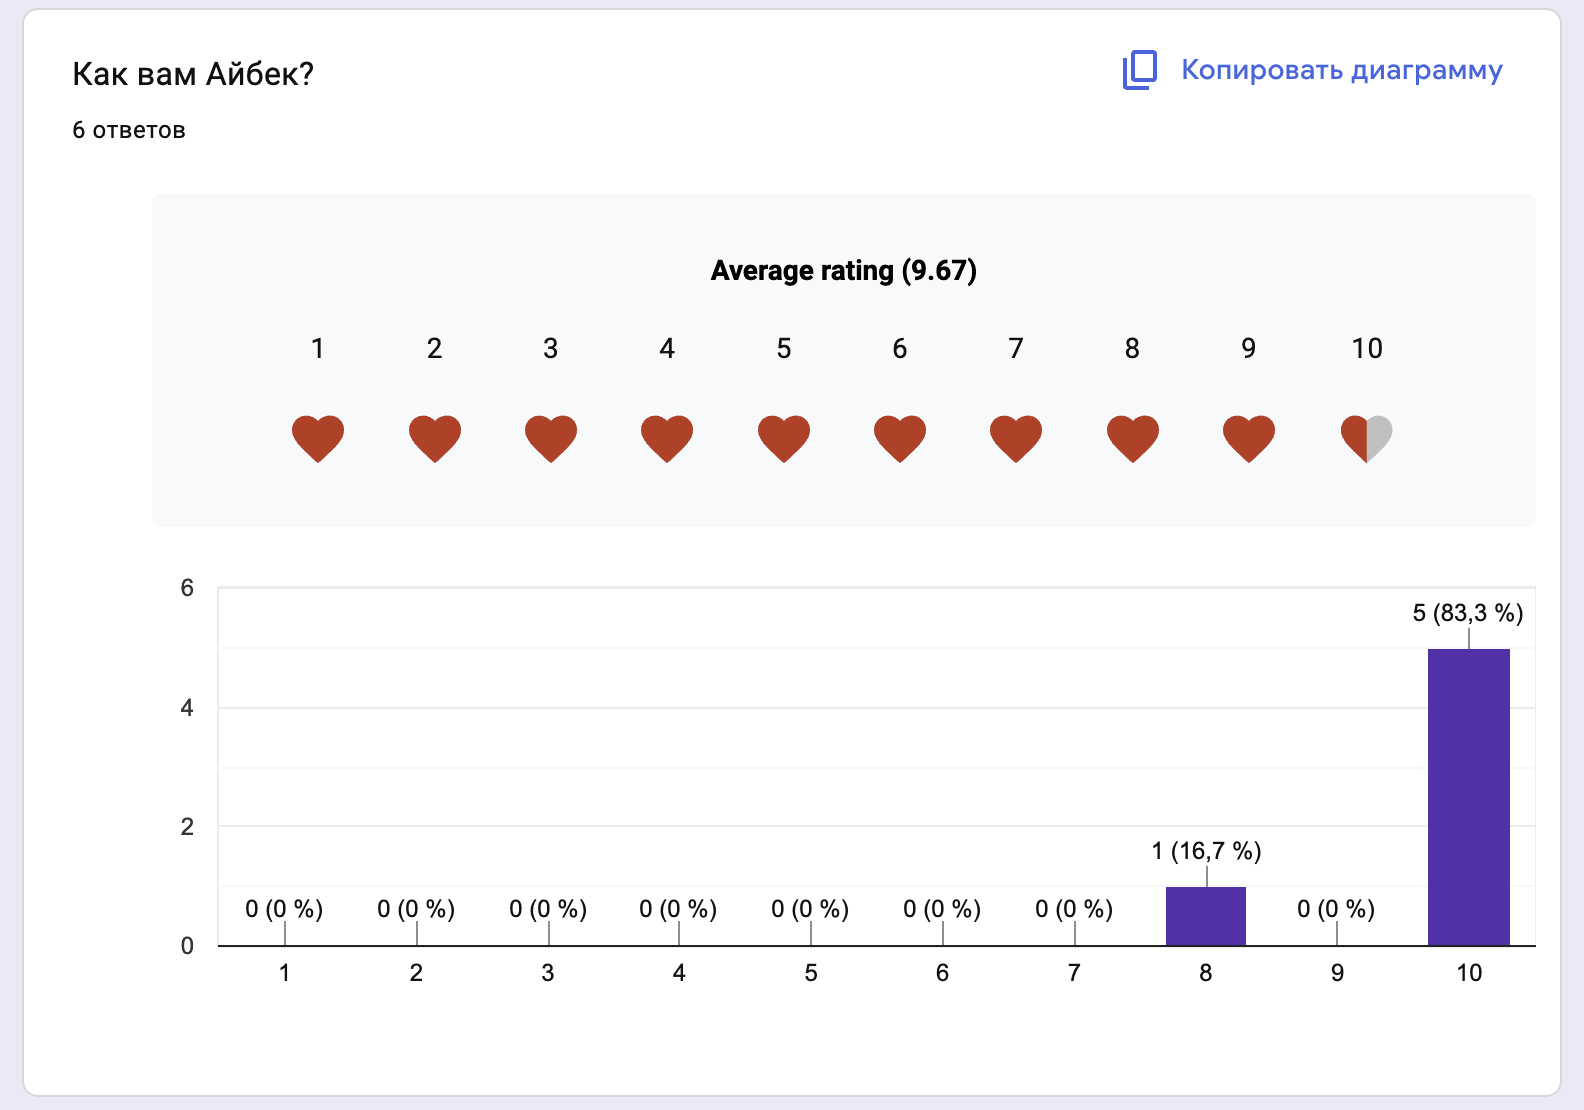 Как вам Айбек?
Копировать диаграмму
6 ответов
Average rating (9.67)
1 2 3 4 5 6 7 8 9 10
6
5 (83,3 %)
4
2
1 (16,7 %)
0 (0 %) 0 (0 %) 0 (0 %) 0 (0 %) 0 (0 %) 0 (0 %) 0 (0 %) 0 (0 %)
0
1 2 3 4 5 6 7 8 9 10